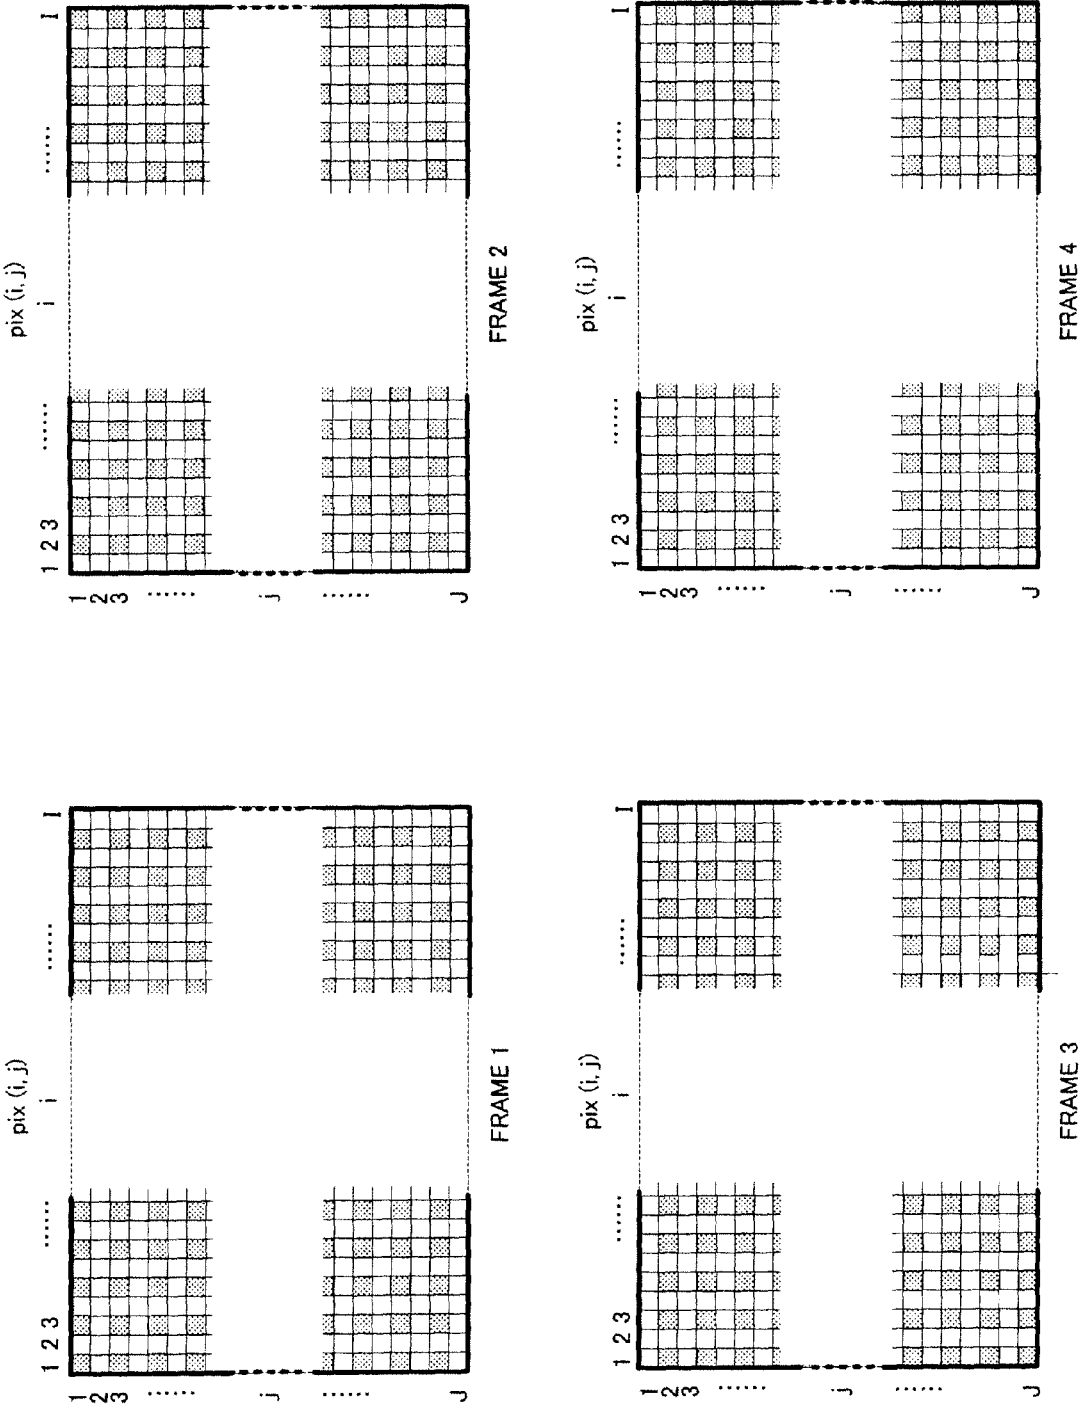 pix (i, j)
1 2 3 ...... i ...... I
1
2
3
......
j
......
J
FRAME 1
pix (i, j)
1 2 3 ...... i ...... I
1
2
3
......
j
......
J
FRAME 2
pix (i, j)
1 2 3 ...... i ...... I
1
2
3
......
j
......
J
FRAME 3
pix (i, j)
1 2 3 ...... i ...... I
1
2
3
......
j
......
J
FRAME 4